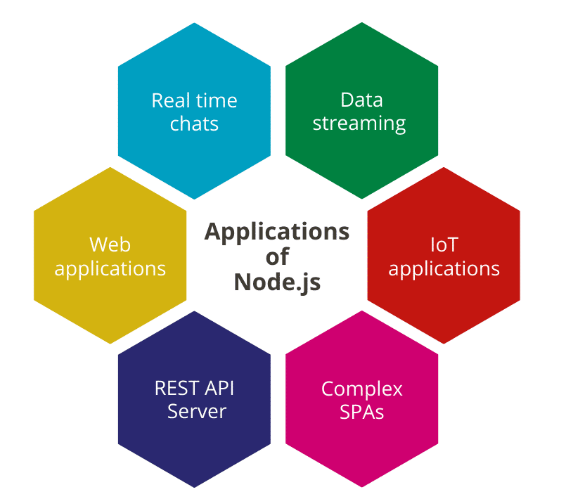 Real time
chats
Data
streaming
Web
applications
Applications
of
Node.js
IoT
applications
REST API
Server
Complex
SPAs